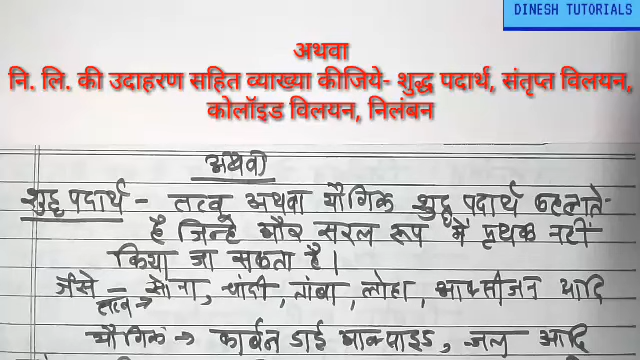 DINESH TUTORIALS
अथवा
नि. लि. की उदाहरण सहित व्याख्या कीजिये- शुद्ध पदार्थ, संतृप्त विलयन,
कोलॉइड विलयन, निलंबन
अथवा
शुद्ध पदार्थ - तत्व अथवा यौगिक शुद्ध पदार्थ कहलाते
है जिन्हे और सरल रूप में पृथक नहीं
किया जा सकता है।
जैसे - सोना, चांदी, तांबा, लोहा, आक्सीजन आदि
तत्व →
यौगिक → कार्बन डाई आक्साइड, जल आदि